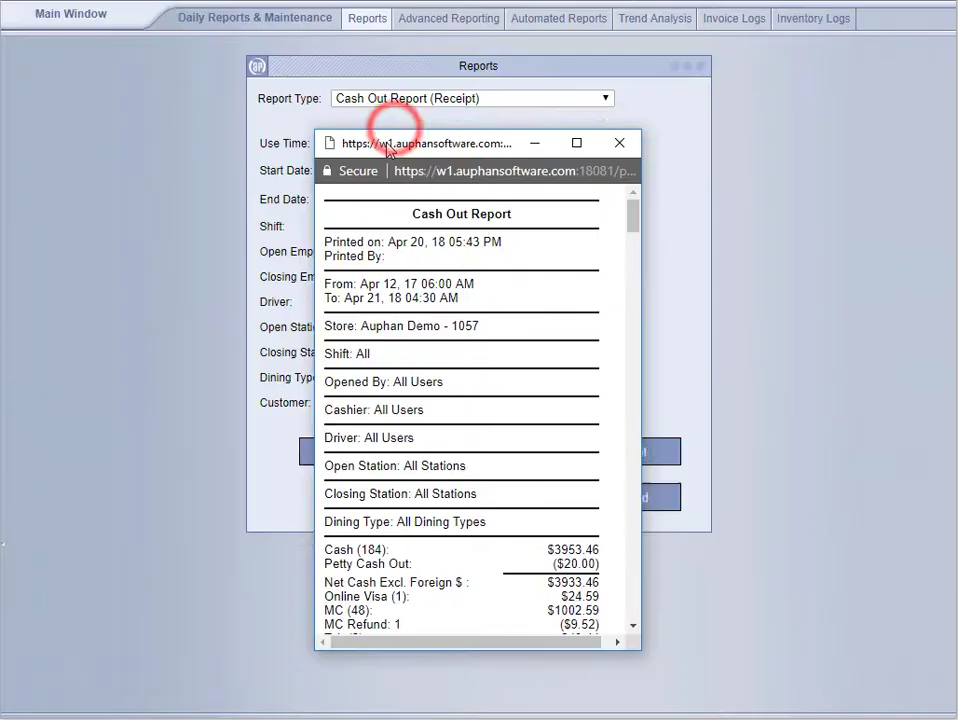 Main Window
Daily Reports & Maintenance
Reports
Advanced Reporting
Automated Reports
Trend Analysis
Invoice Logs
Inventory Logs
Reports
Report Type: Cash Out Report (Receipt)
Use Time:
Start Date:
End Date:
Shift:
Open Emp
Closing Em
Driver:
Open Stati
Closing Sta
Dining Type
Customer:
https://w1.auphansoftware.com:...
Secure | https://w1.auphansoftware.com:18081/p...
Cash Out Report
Printed on: Apr 20, 18 05:43 PM
Printed By:
From: Apr 12, 17 06:00 AM
To: Apr 21, 18 04:30 AM
Store: Auphan Demo - 1057
Shift: All
Opened By: All Users
Cashier: All Users
Driver: All Users
Open Station: All Stations
Closing Station: All Stations
Dining Type: All Dining Types
Cash (184): $3953.46
Petty Cash Out: ($20.00)
Net Cash Excl. Foreign $ : $3933.46
Online Visa (1): $24.59
MC (48): $1002.59
MC Refund: 1 ($9.52)